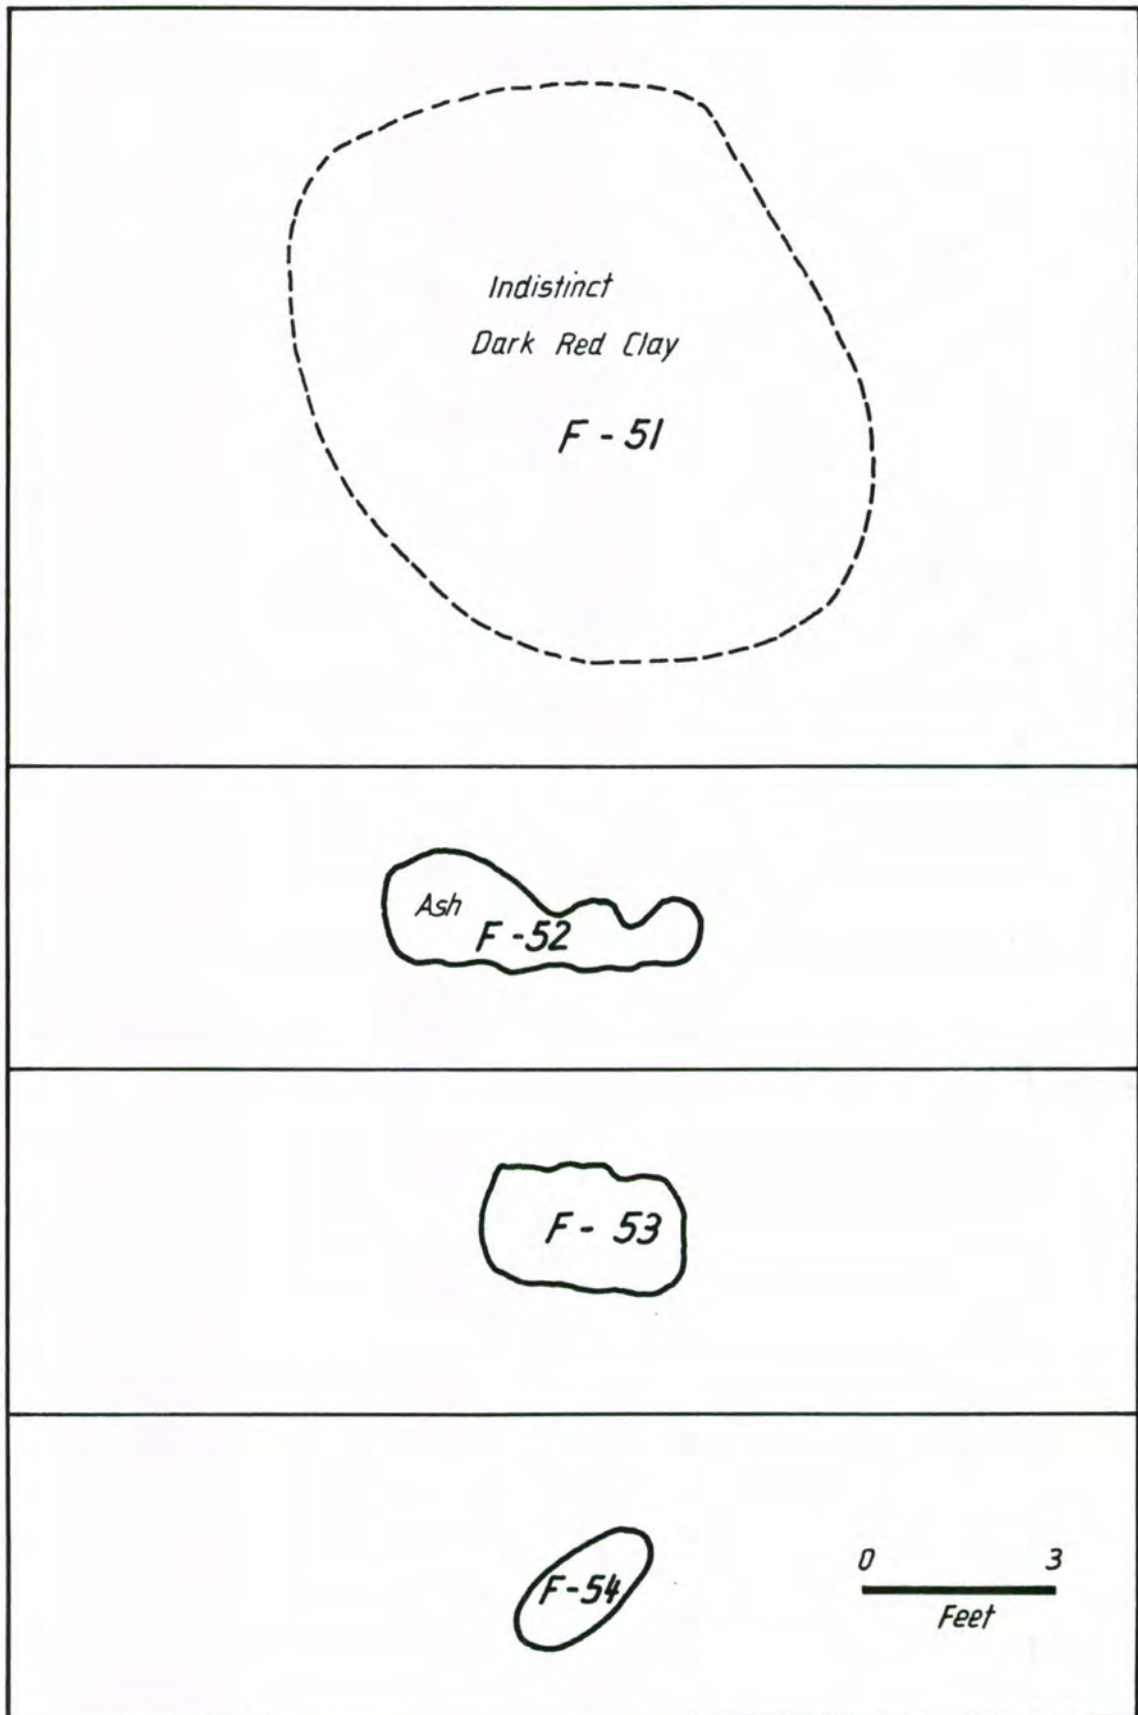 Indistinct
Dark Red Clay
F - 51
Ash
F - 52
F - 53
F - 54
0 3
Feet